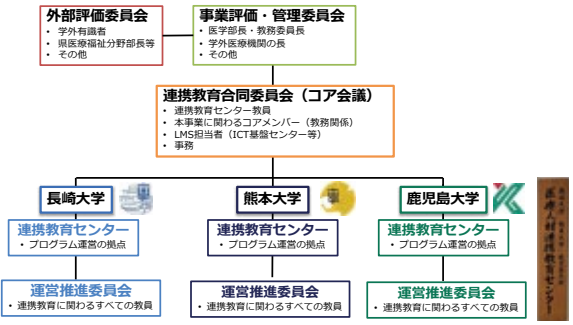 外部評価委員会
• 学外有識者
• 県医療福祉分野部長等
• その他
事業評価・管理委員会
• 医学部長・教務委員長
• 学外医療機関の長
• その他
連携教育合同委員会（コア会議）
• 連携教育センター教員
• 本事業に関わるコアメンバー（教務関係）
• LMS担当者（ICT基盤センター等）
• 事務
長崎大学
熊本大学
鹿児島大学
連携教育センター
• プログラム運営の拠点
連携教育センター
• プログラム運営の拠点
連携教育センター
• プログラム運営の拠点
運営推進委員会
• 連携教育に関わるすべての教員
運営推進委員会
• 連携教育に関わるすべての教員
運営推進委員会
• 連携教育に関わるすべての教員
医療人材連携教育センター